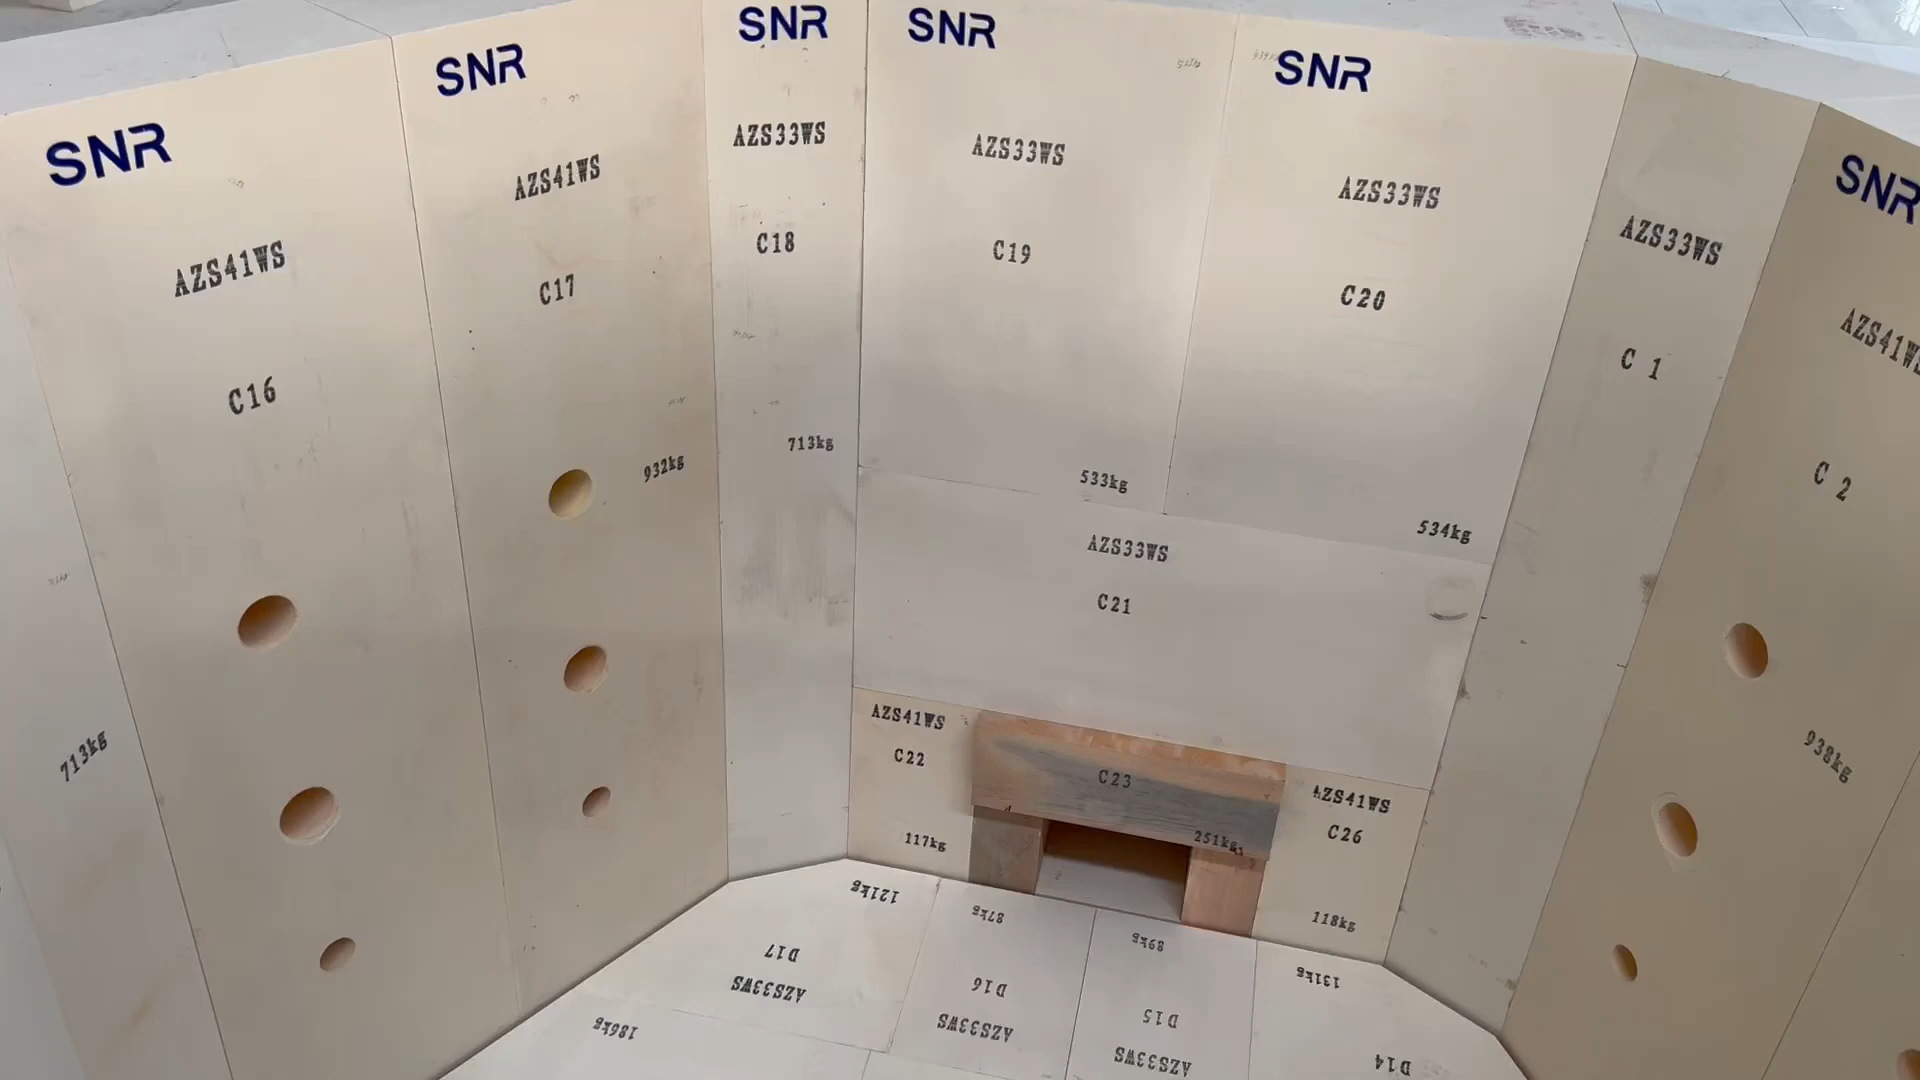 SNR
AZS41WS
C16
713kg
SNR
AZS41WS
C17
932kg
SNR
AZS33WS
C18
713kg
SNR
AZS33WS
C19
533kg
SNR
AZS33WS
C20
534kg
AZS33WS
C 1
SNR
AZS41WS
C 2
938kg
AZS33WS
C21
AZS41WS
C22
117kg
C23
251kg
AZS41WS
C26
118kg
121kg
D17
AZS33WS
186kg
87kg
D16
AZS33WS
89kg
D15
AZS33WS
131kg
D14